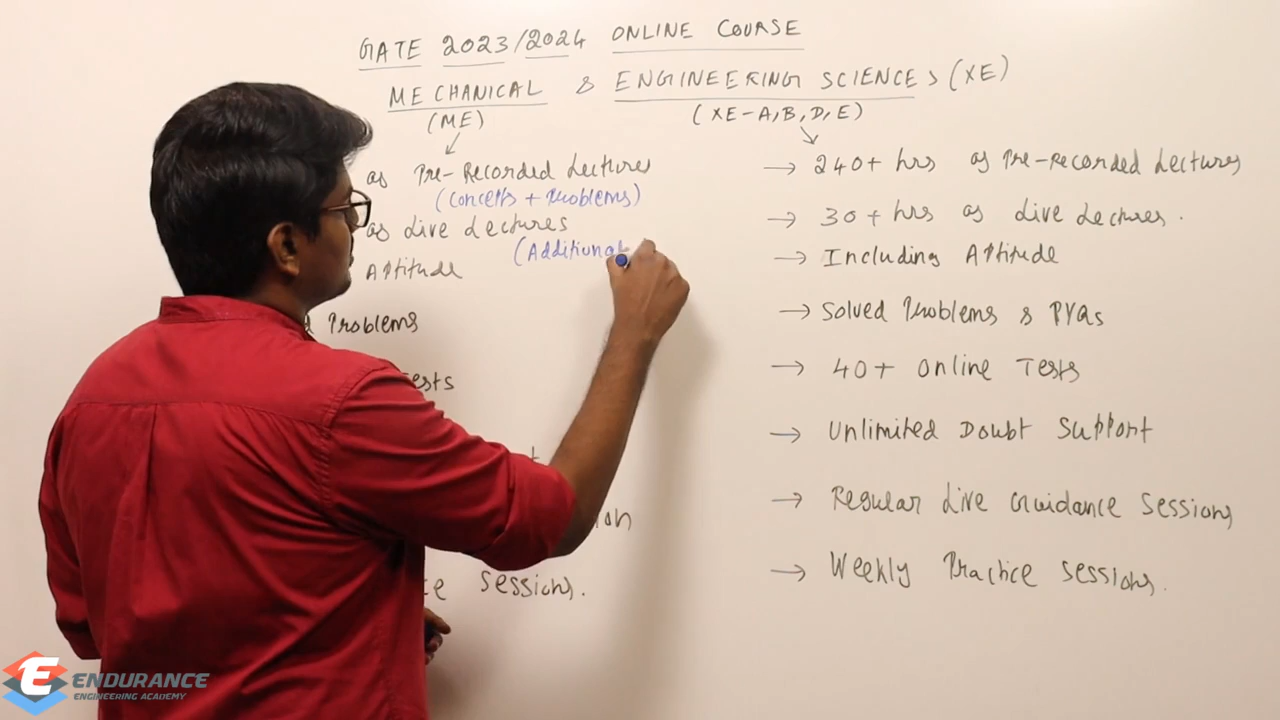 GATE 2023/2024 ONLINE COURSE
MECHANICAL & ENGINEERING SCIENCES (XE)
(ME)
(XE-A,B,D,E)
as Pre-Recorded Lectures
(Concepts + Problems)
as Live Lectures
(Additional
Aptitude
Problems
Tests
sessions.
→ 240+ hrs as Pre-Recorded Lectures
→ 30+ hrs as Live Lectures.
→ Including Aptitude
→ Solved Problems & PYQs
→ 40+ Online Tests
→ Unlimited Doubt Support
→ Regular Live Guidance Sessions
→ Weekly Practice Sessions.
ENDURANCE
ENGINEERING ACADEMY